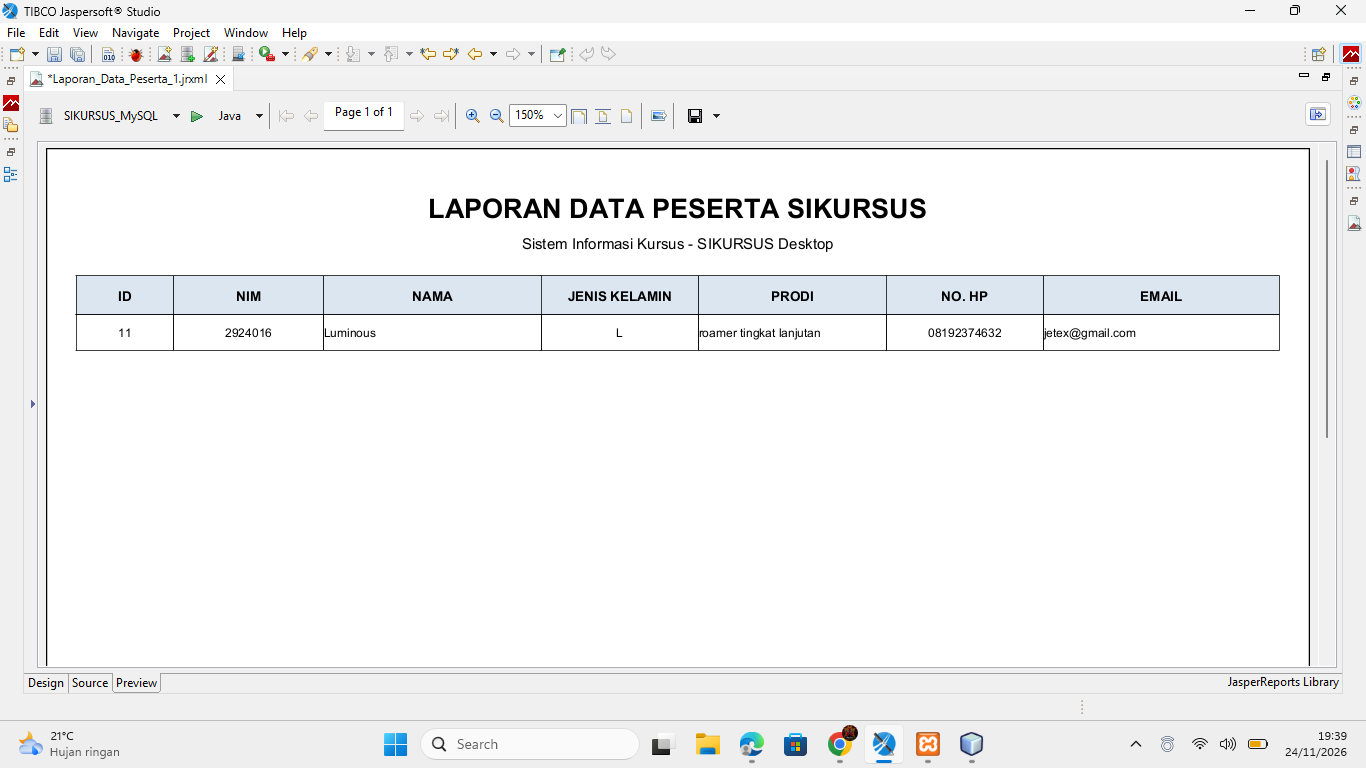 TIBCO Jaspersoft® Studio
File Edit View Navigate Project Window Help
010
*Laporan_Data_Peserta_1.jrxml
SIKURSUS_MySQL Java Page 1 of 1 150%
LAPORAN DATA PESERTA SIKURSUS
Sistem Informasi Kursus - SIKURSUS Desktop
ID NIM NAMA JENIS KELAMIN PRODI NO. HP EMAIL
11 2924016 Luminous L roamer tingkat lanjutan 08192374632 jetex@gmail.com
Design Source Preview
JasperReports Library
21°C
Hujan ringan
Search
19:39
24/11/2026